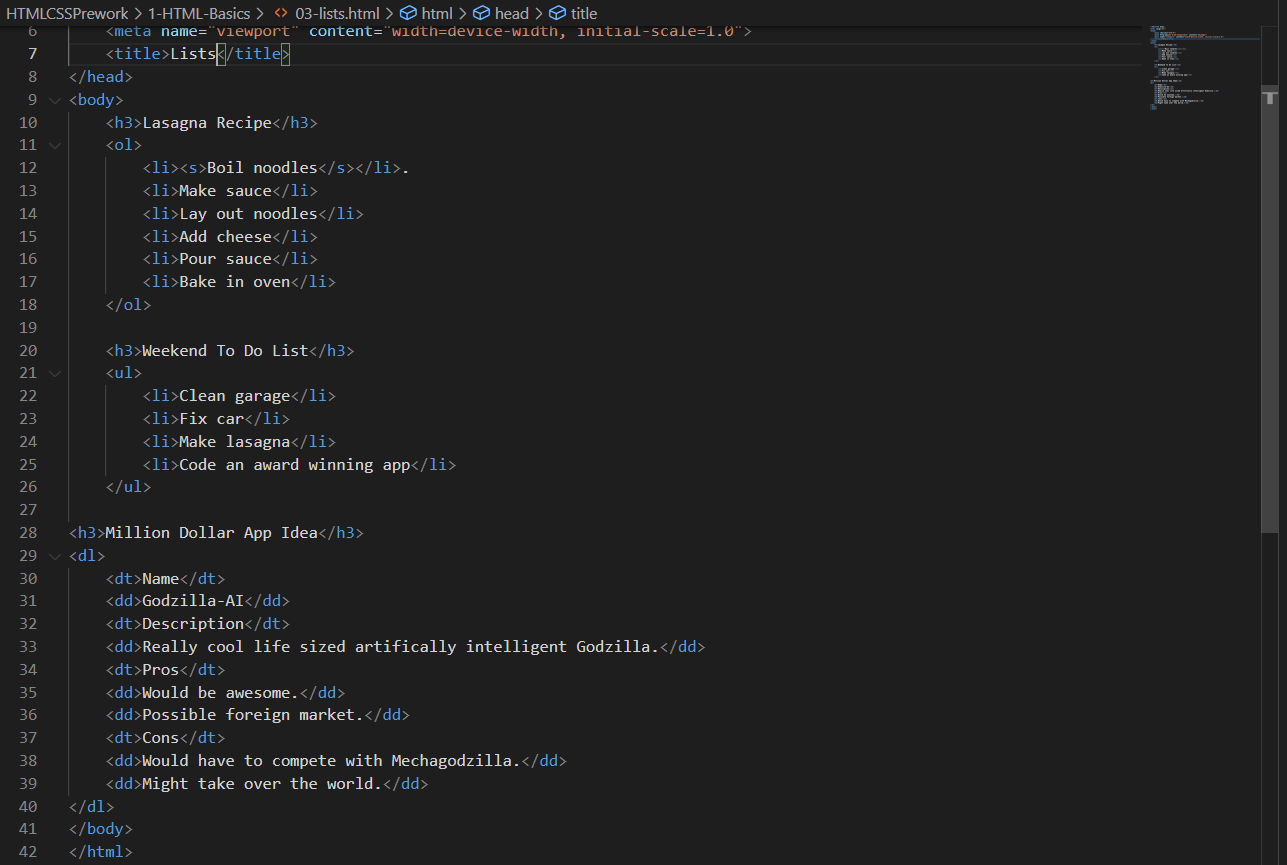 HTMLCSSPrework > 1-HTML-Basics > <> 03-lists.html > html > head > title
6     <meta name="viewport" content="width=device-width, initial-scale=1.0">
7     <title>Lists</title>
8 </head>
9 <body>
10     <h3>Lasagna Recipe</h3>
11     <ol>
12         <li><s>Boil noodles</s></li>.
13         <li>Make sauce</li>
14         <li>Lay out noodles</li>
15         <li>Add cheese</li>
16         <li>Pour sauce</li>
17         <li>Bake in oven</li>
18     </ol>
19
20     <h3>Weekend To Do List</h3>
21     <ul>
22         <li>Clean garage</li>
23         <li>Fix car</li>
24         <li>Make lasagna</li>
25         <li>Code an award winning app</li>
26     </ul>
27
28 <h3>Million Dollar App Idea</h3>
29 <dl>
30     <dt>Name</dt>
31     <dd>Godzilla-AI</dd>
32     <dt>Description</dt>
33     <dd>Really cool life sized artifically intelligent Godzilla.</dd>
34     <dt>Pros</dt>
35     <dd>Would be awesome.</dd>
36     <dd>Possible foreign market.</dd>
37     <dt>Cons</dt>
38     <dd>Would have to compete with Mechagodzilla.</dd>
39     <dd>Might take over the world.</dd>
40 </dl>
41 </body>
42 </html>